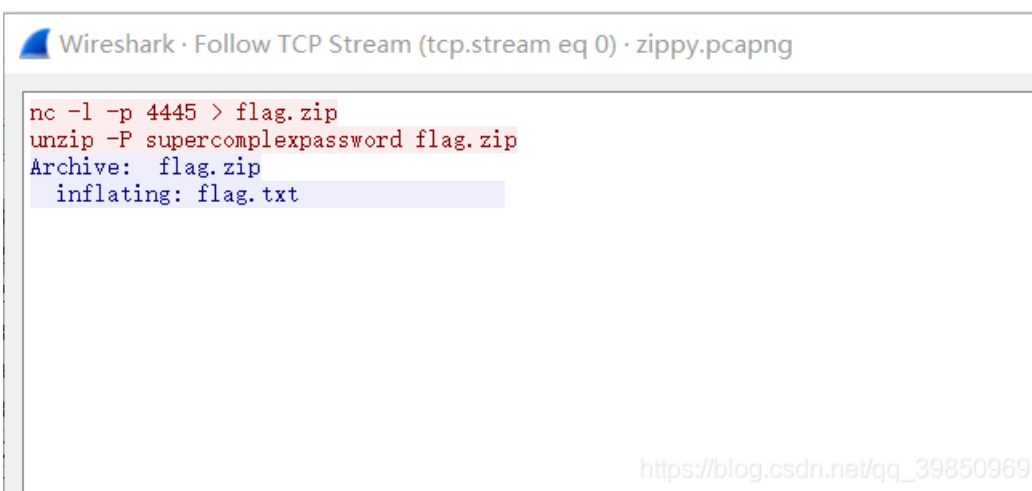 Wireshark · Follow TCP Stream (tcp.stream eq 0) · zippy.pcapng
nc -l -p 4445 > flag.zip
unzip -P supercomplexpassword flag.zip
Archive:  flag.zip
  inflating: flag.txt
https://blog.csdn.net/qq_39850969